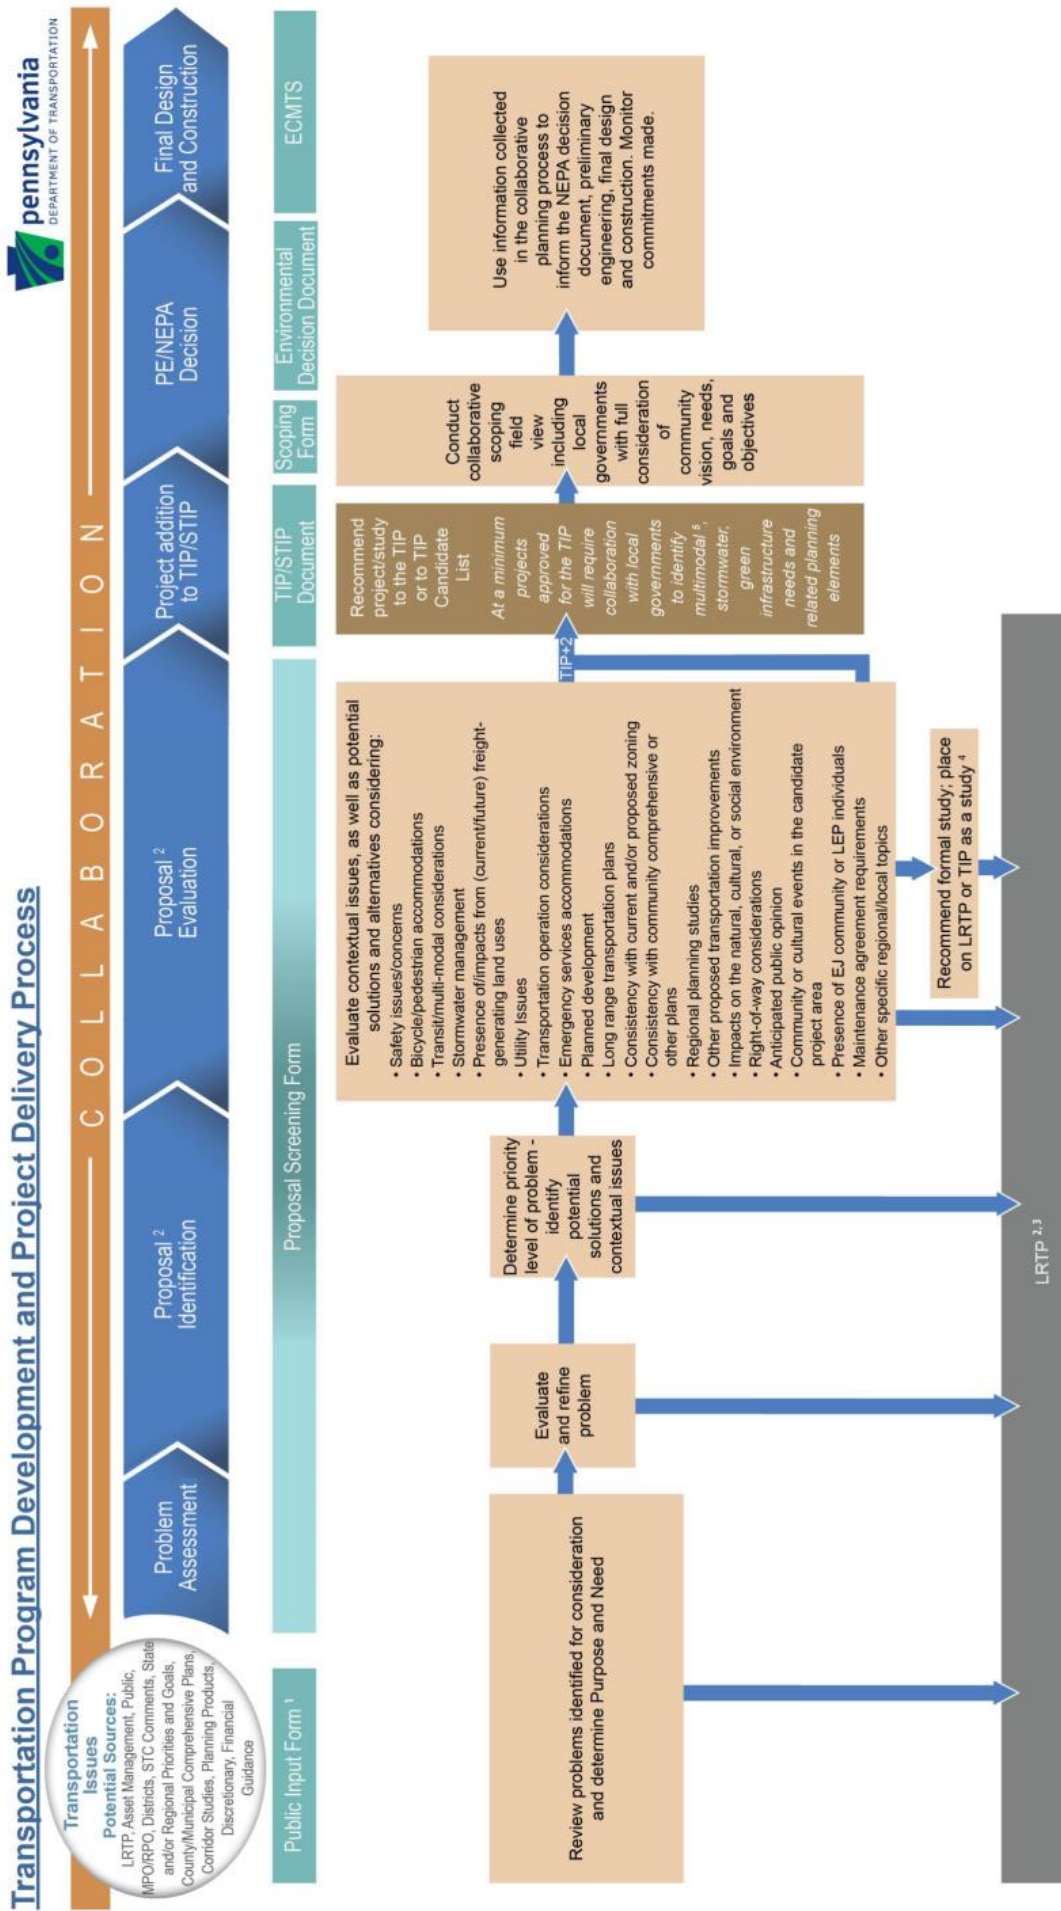 Transportation Program Development and Project Delivery Process
pennsylvania
DEPARTMENT OF TRANSPORTATION
COLLABORATION
Transportation
Issues
Potential Sources:
LRTP, Asset Management, Public,
MPO/RPO, Districts, STC Comments, State
and/or Regional Priorities and Goals,
County/Municipal Comprehensive Plans,
Corridor Studies, Planning Products,
Discretionary, Financial
Guidance
Problem
Assessment
Proposal ²
Identification
Proposal ²
Evaluation
Project addition
to TIP/STIP
PE/NEPA
Decision
Final Design
and Construction
Public Input Form ¹
Proposal Screening Form
TIP/STIP
Document
Scoping
Form
Environmental
Decision Document
ECMTS
Review problems identified for consideration
and determine Purpose and Need
Evaluate
and refine
problem
Determine priority
level of problem -
identify
potential
solutions and
contextual issues
Evaluate contextual issues, as well as potential
solutions and alternatives considering:
• Safety issues/concerns
• Bicycle/pedestrian accommodations
• Transit/multi-modal considerations
• Stormwater management
• Presence of/impacts from (current/future) freight-
generating land uses
• Utility Issues
• Transportation operation considerations
• Emergency services accommodations
• Planned development
• Long range transportation plans
• Consistency with current and/or proposed zoning
• Consistency with community comprehensive or
other plans
• Regional planning studies
• Other proposed transportation improvements
• Impacts on the natural, cultural, or social environment
• Right-of-way considerations
• Anticipated public opinion
• Community or cultural events in the candidate
project area
• Presence of EJ community or LEP individuals
• Maintenance agreement requirements
• Other specific regional/local topics
TIP+2
Recommend
project/study
to the TIP
or to TIP
Candidate
List
At a minimum
projects
approved
for the TIP
will require
collaboration
with local
governments
to identify
multimodal ⁵,
stormwater,
green
infrastructure
needs and
related planning
elements
Conduct
collaborative
scoping
field
view
including
local
governments
with full
consideration
of
community
vision, needs,
goals and
objectives
Use information collected
in the collaborative
planning process to
inform the NEPA decision
document, preliminary
engineering, final design
and construction. Monitor
commitments made.
Recommend formal study; place
on LRTP or TIP as a study ⁴
LRTP ²,³